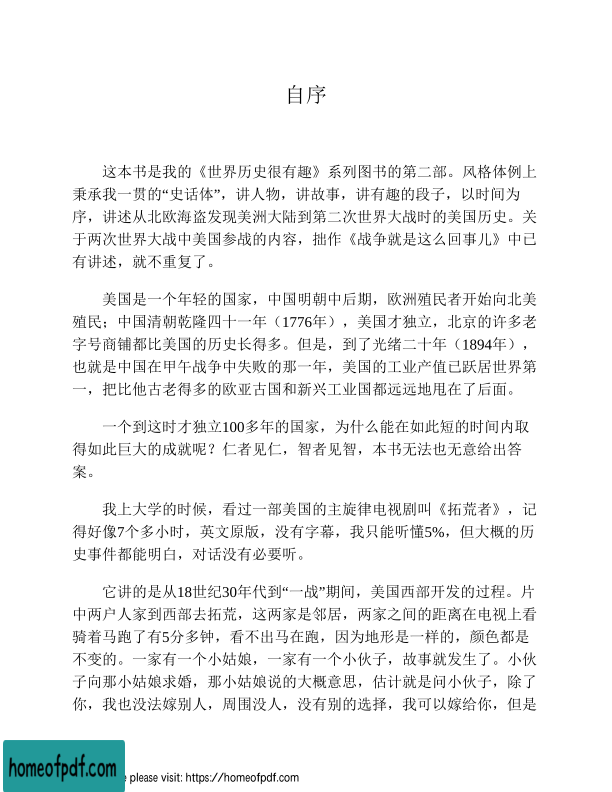 自序
这本书是我的《世界历史很有趣》系列图书的第二部。风格体例上
秉承我一贯的“史话体”，讲人物，讲故事，讲有趣的段子，以时间为
序，讲述从北欧海盗发现美洲大陆到第二次世界大战时的美国历史。关
于两次世界大战中美国参战的内容，拙作《战争就是这么回事儿》中已
有讲述，就不重复了。
美国是一个年轻的国家，中国明朝中后期，欧洲殖民者开始向北美
殖民；中国清朝乾隆四十一年（1776年），美国才独立，北京的许多老
字号商铺都比美国的历史长得多。但是，到了光绪二十年（1894年），
也就是中国在甲午战争中失败的那一年，美国的工业产值已跃居世界第
一，把比他古老得多的欧亚古国和新兴工业国都远远地甩在了后面。
一个到这时才独立100多年的国家，为什么能在如此短的时间内取
得如此巨大的成就呢？仁者见仁，智者见智，本书无法也无意给出答
案。
我上大学的时候，看过一部美国的主旋律电视剧叫《拓荒者》，记
得好像7个多小时，英文原版，没有字幕，我只能听懂5%，但大概的历
史事件都能明白，对话没有必要听。
它讲的是从18世纪30年代到“一战”期间，美国西部开发的过程。片
中两户人家到西部去拓荒，这两家是邻居，两家之间的距离在电视上看
骑着马跑了有5分多钟，看不出马在跑，因为地形是一样的，颜色都是
不变的。一家有一个小姑娘，一家有一个小伙子，故事就发生了。小伙
子向那小姑娘求婚，那小姑娘说的大概意思，估计就是问小伙子，除了
你，我也没法嫁别人，周围没人，没有别的选择，我可以嫁给你，但是
homeofpdf.com
e please visit: https://homeofpdf.com